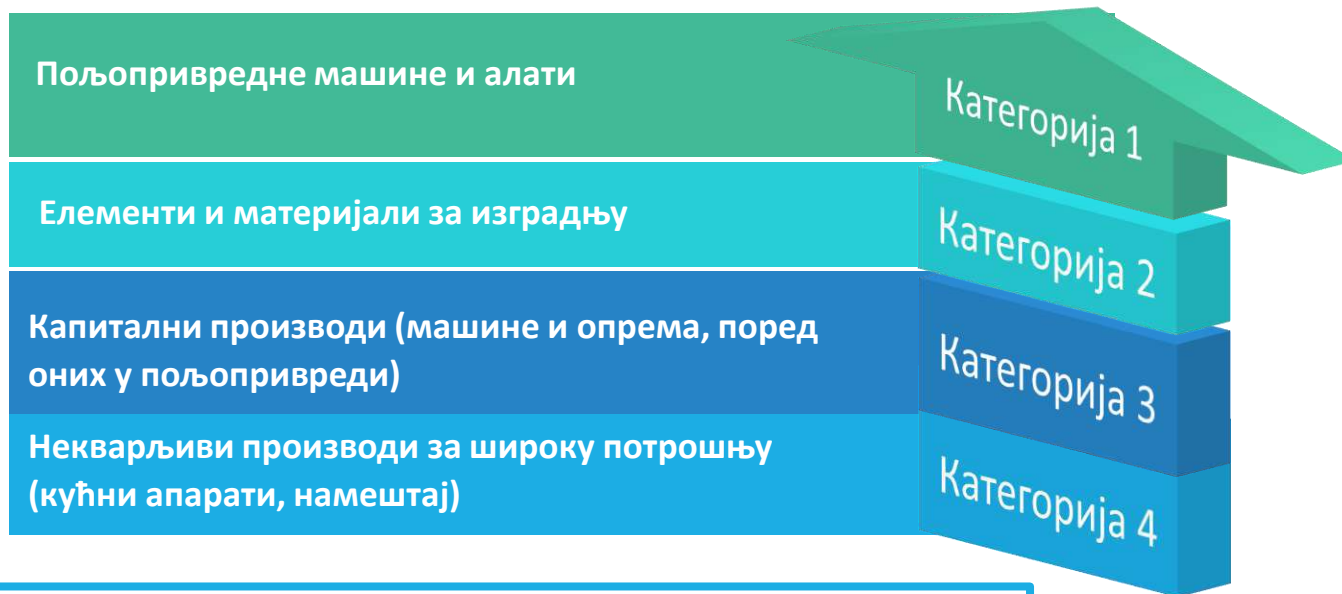 Пољопривредне машине и алати
Категорија 1
Елементи и материјали за изградњу
Категорија 2
Капитални производи (машине и опрема, поред
оних у пољопривреди)
Категорија 3
Некварљиви производи за широку потрошњу
(кућни апарати, намештај)
Категорија 4